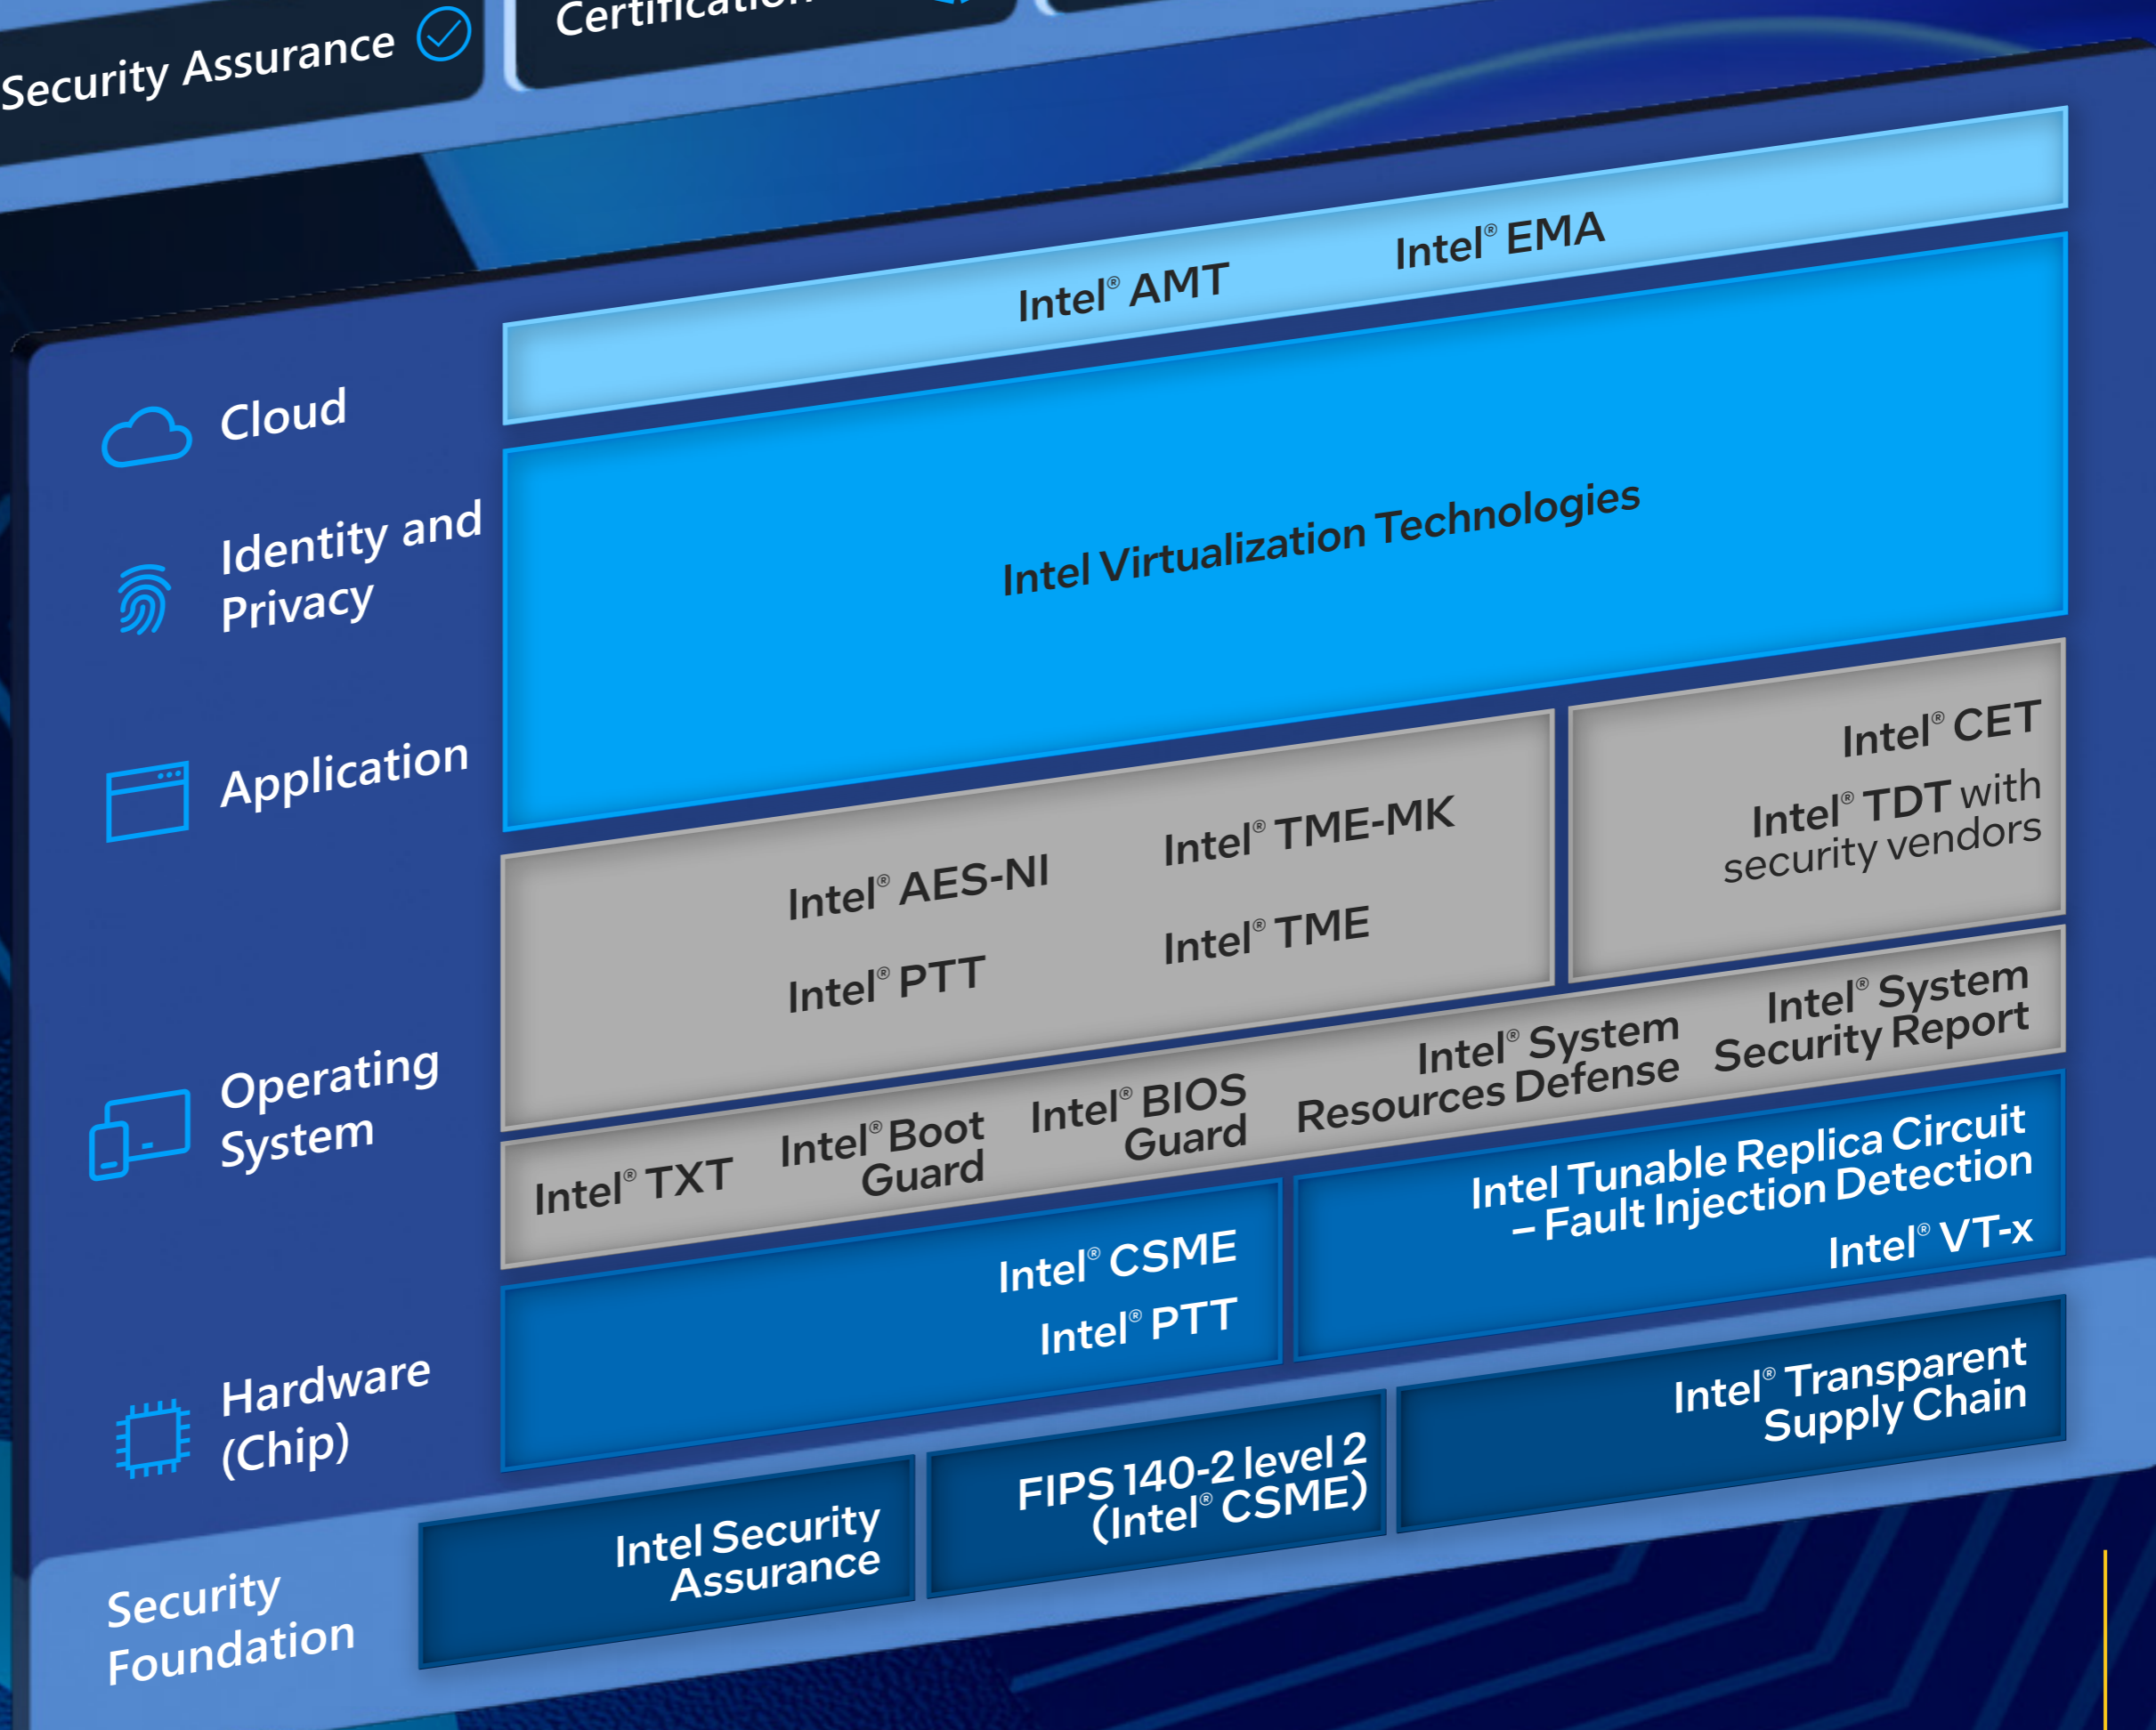 Security Assurance
Certification
Cloud
Identity and
Privacy
Application
Operating
System
Hardware
(Chip)
Security
Foundation
Intel® AMT
Intel® EMA
Intel Virtualization Technologies
Intel® AES-NI
Intel® TME-MK
Intel® PTT
Intel® TME
Intel® CET
Intel® TDT with
security vendors
Intel® TXT
Intel® Boot
Guard
Intel® BIOS
Guard
Intel® System
Resources Defense
Intel® System
Security Report
Intel® CSME
Intel® PTT
Intel Tunable Replica Circuit
– Fault Injection Detection
Intel® VT-x
Intel Security
Assurance
FIPS 140-2 level 2
(Intel® CSME)
Intel® Transparent
Supply Chain